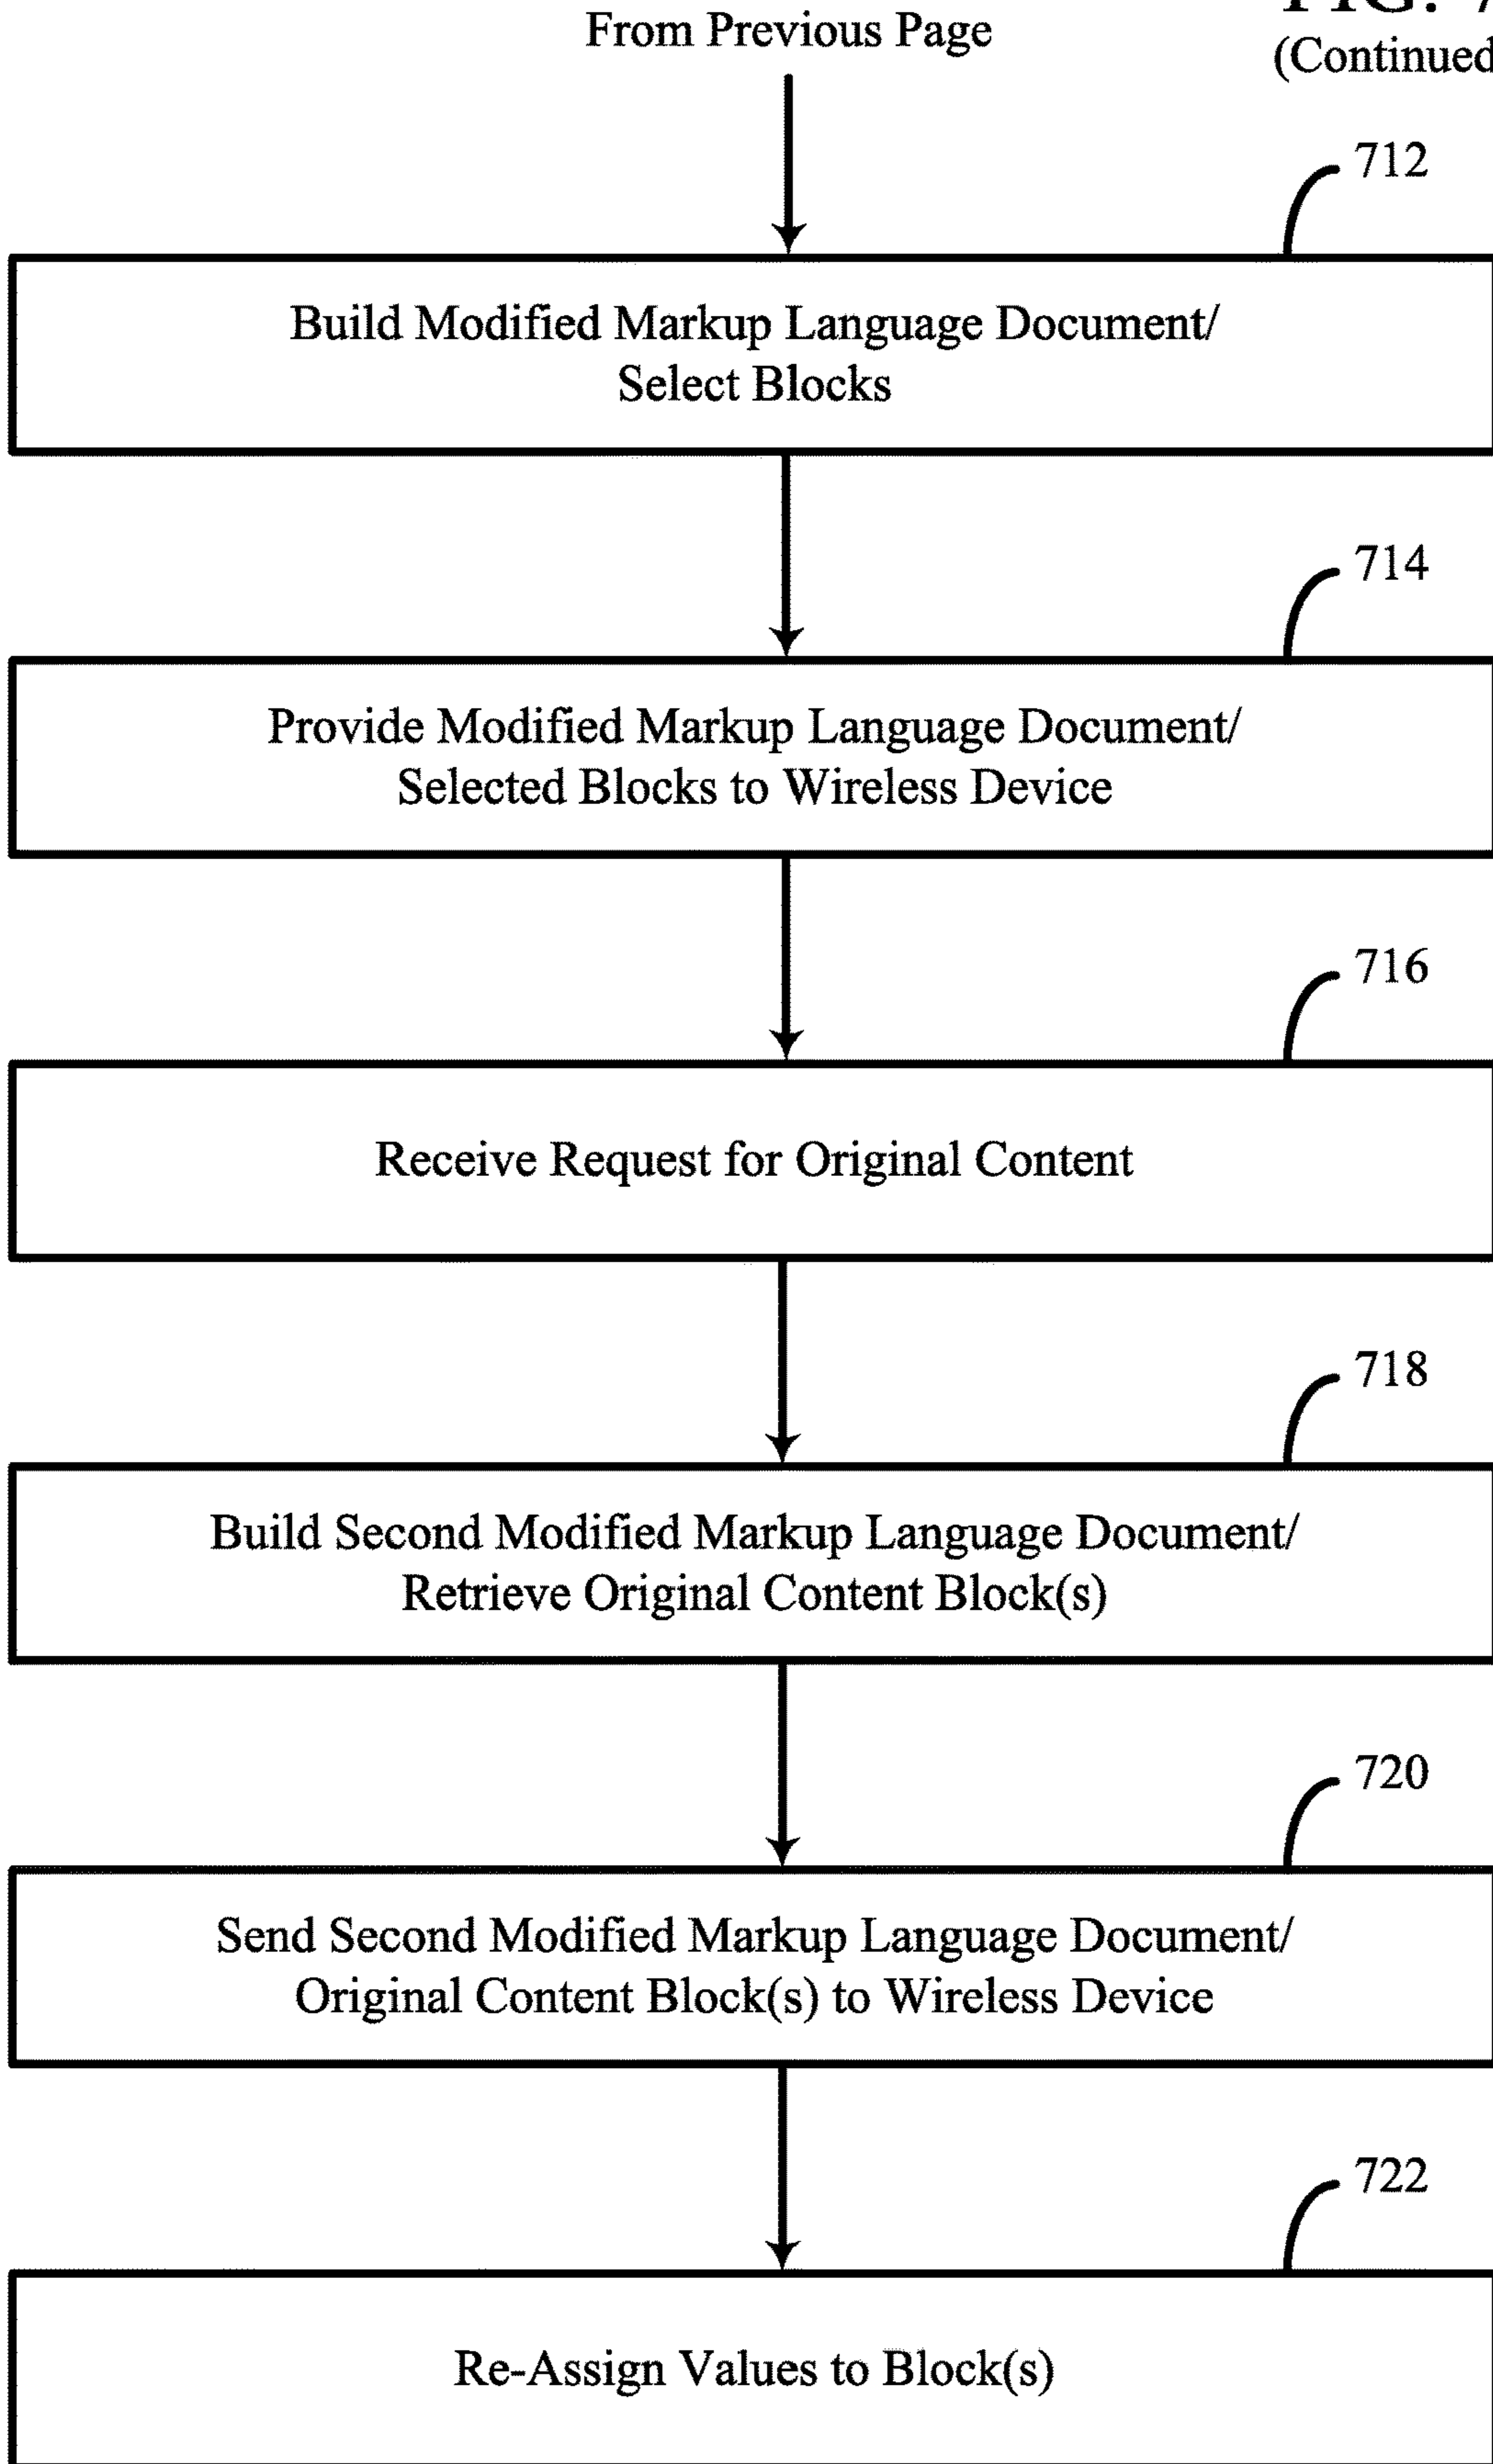 From Previous Page
FIG. 7
(Continued
712
Build Modified Markup Language Document/
Select Blocks
714
Provide Modified Markup Language Document/
Selected Blocks to Wireless Device
716
Receive Request for Original Content
718
Build Second Modified Markup Language Document/
Retrieve Original Content Block(s)
720
Send Second Modified Markup Language Document/
Original Content Block(s) to Wireless Device
722
Re-Assign Values to Block(s)